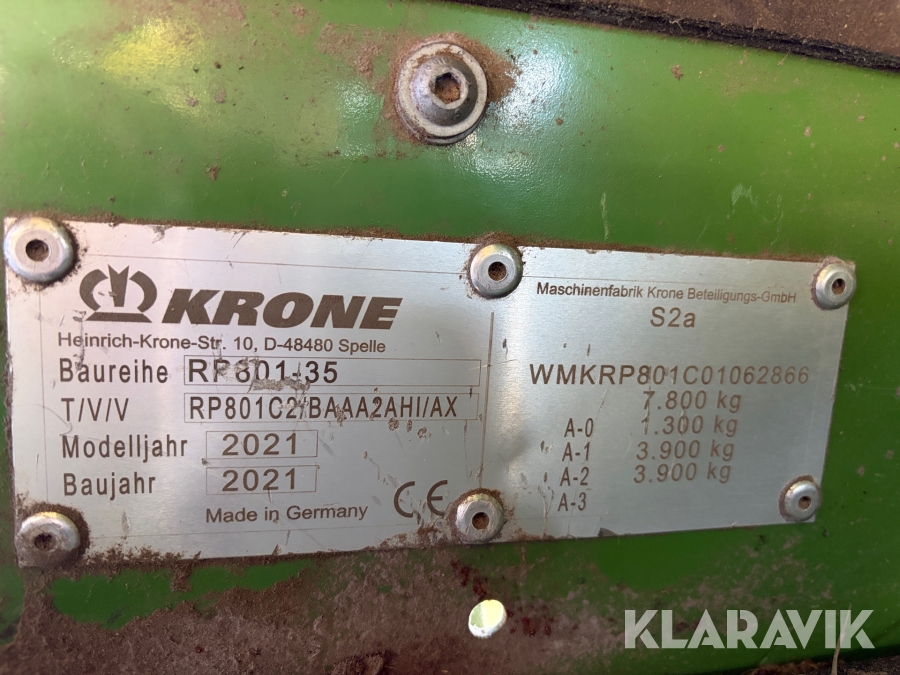 KRONE
Heinrich-Krone-Str. 10, D-48480 Spelle
Baureihe RP801-35
T/V/V RP801C2/BAAA2AHI/AX
Modelljahr 2021
Baujahr 2021
Made in Germany CE
Maschinenfabrik Krone Beteiligungs-GmbH
S2a
WMKRP801C01062866
7.800 kg
A-0 1.300 kg
A-1 3.900 kg
A-2 3.900 kg
A-3
KLARAVIK